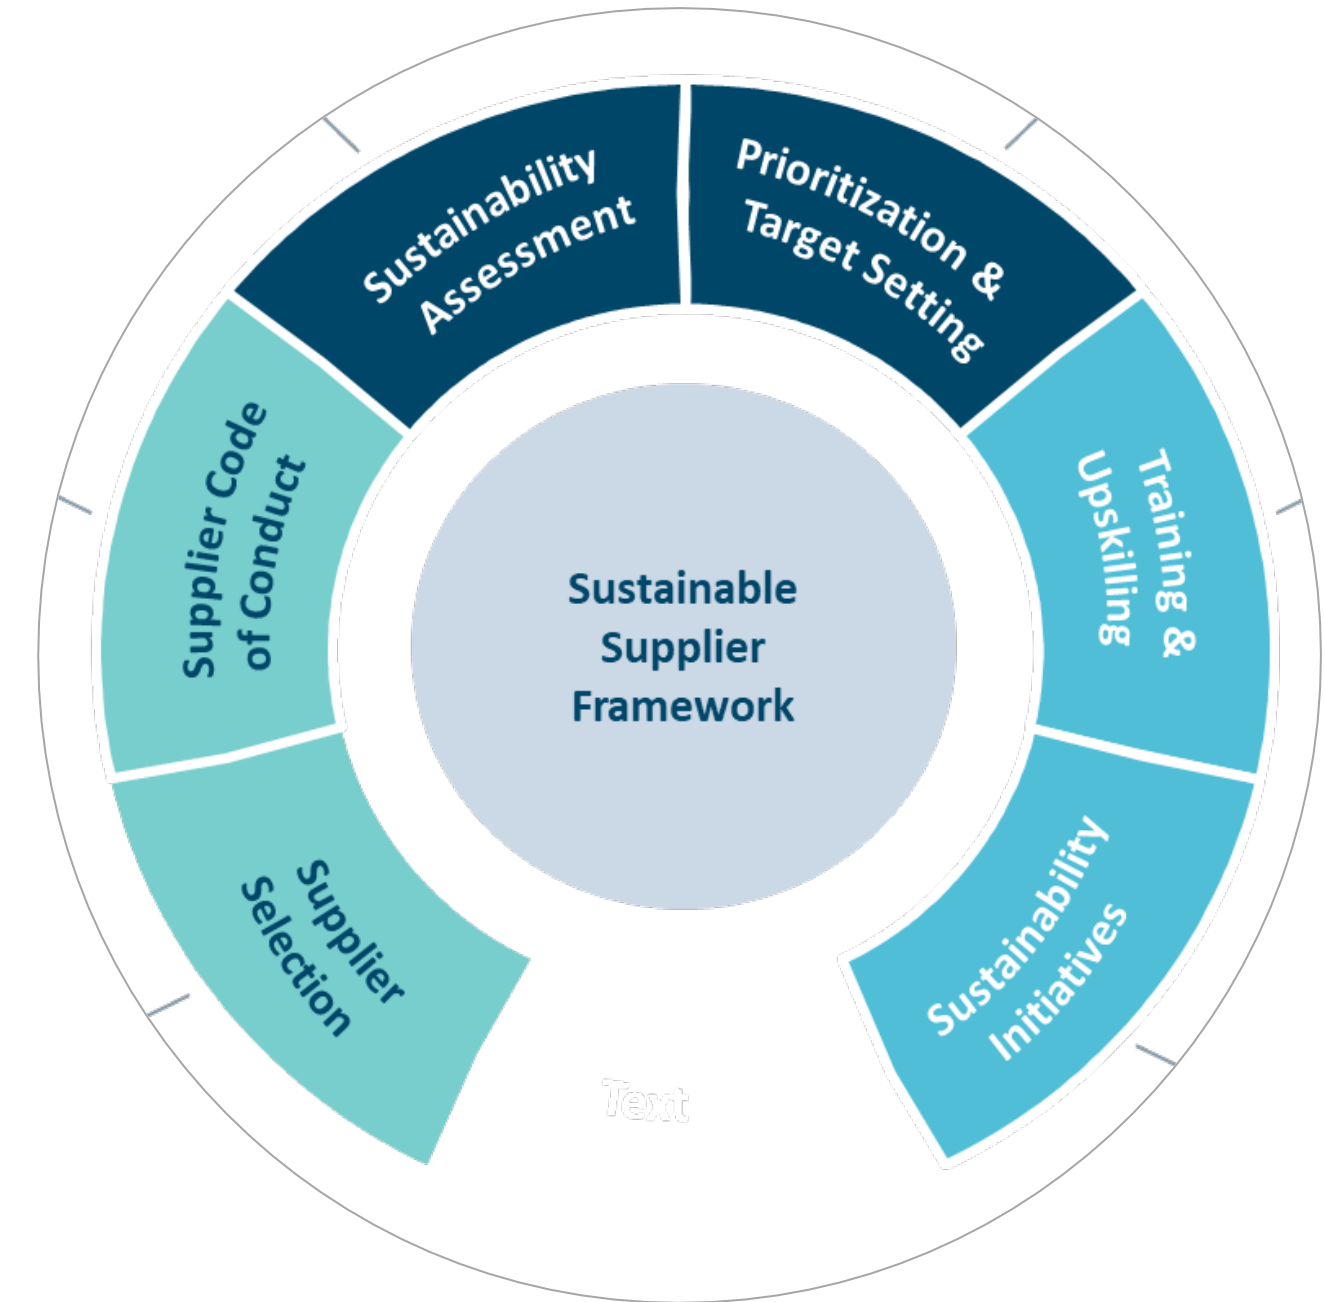 Sustainability
Assessment
Prioritization &
Target Setting
Supplier Code
of Conduct
Training &
Upskilling
Sustainable
Supplier
Framework
Supplier
Selection
Sustainability
Initiatives
Text